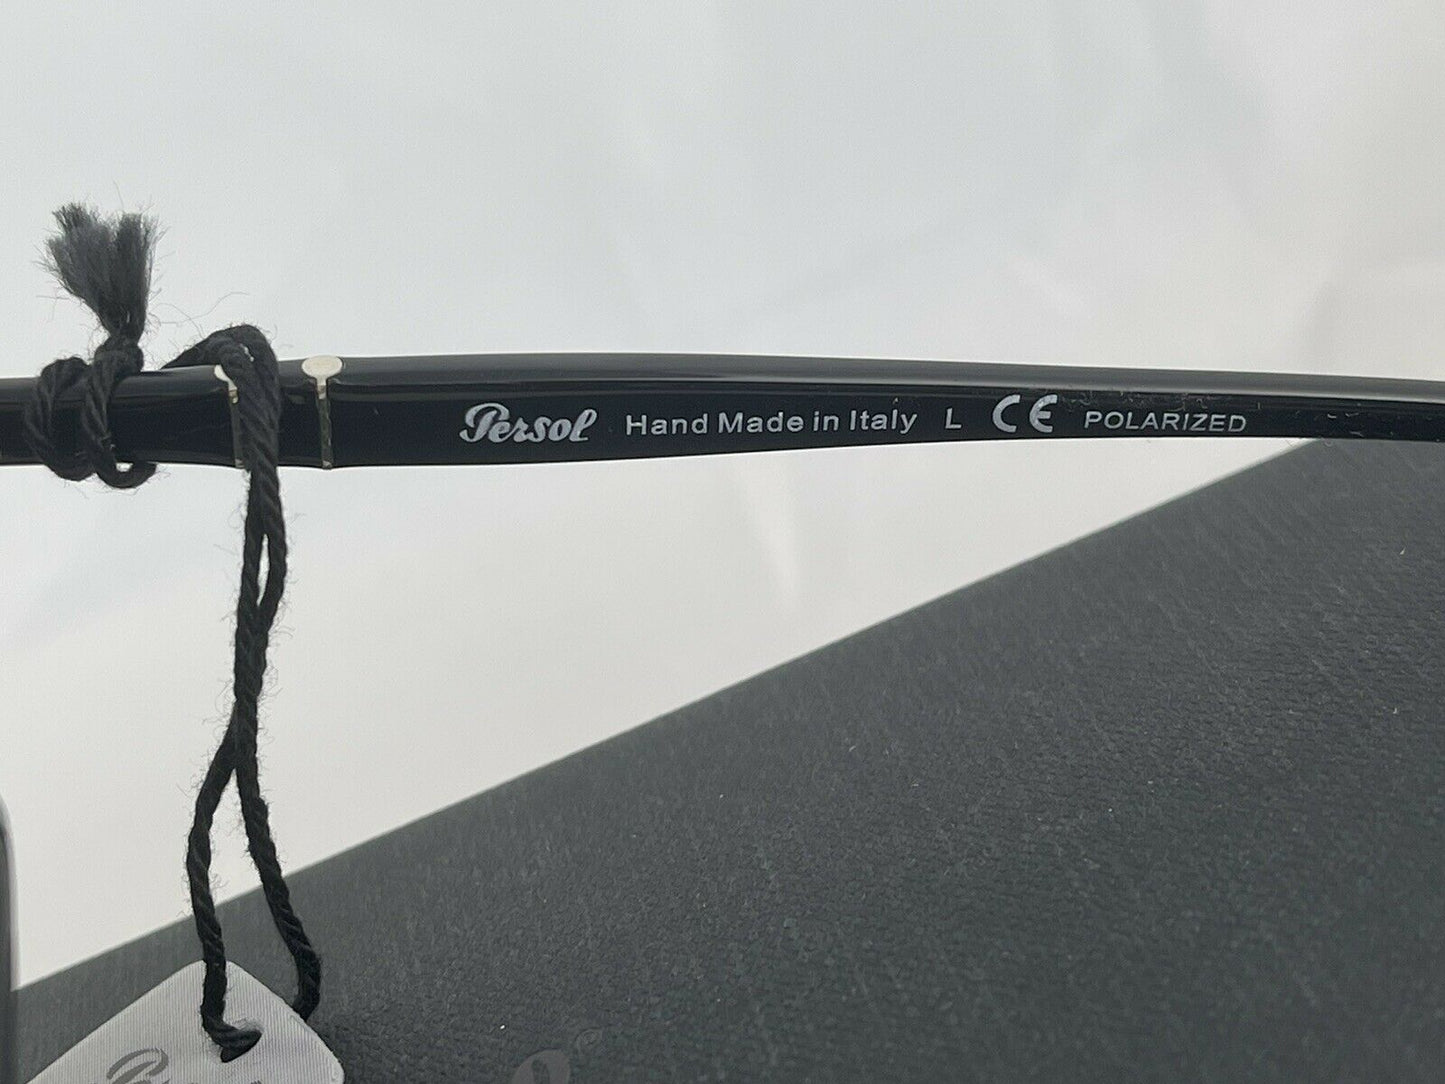 Persol Hand Made in Italy L CE POLARIZED